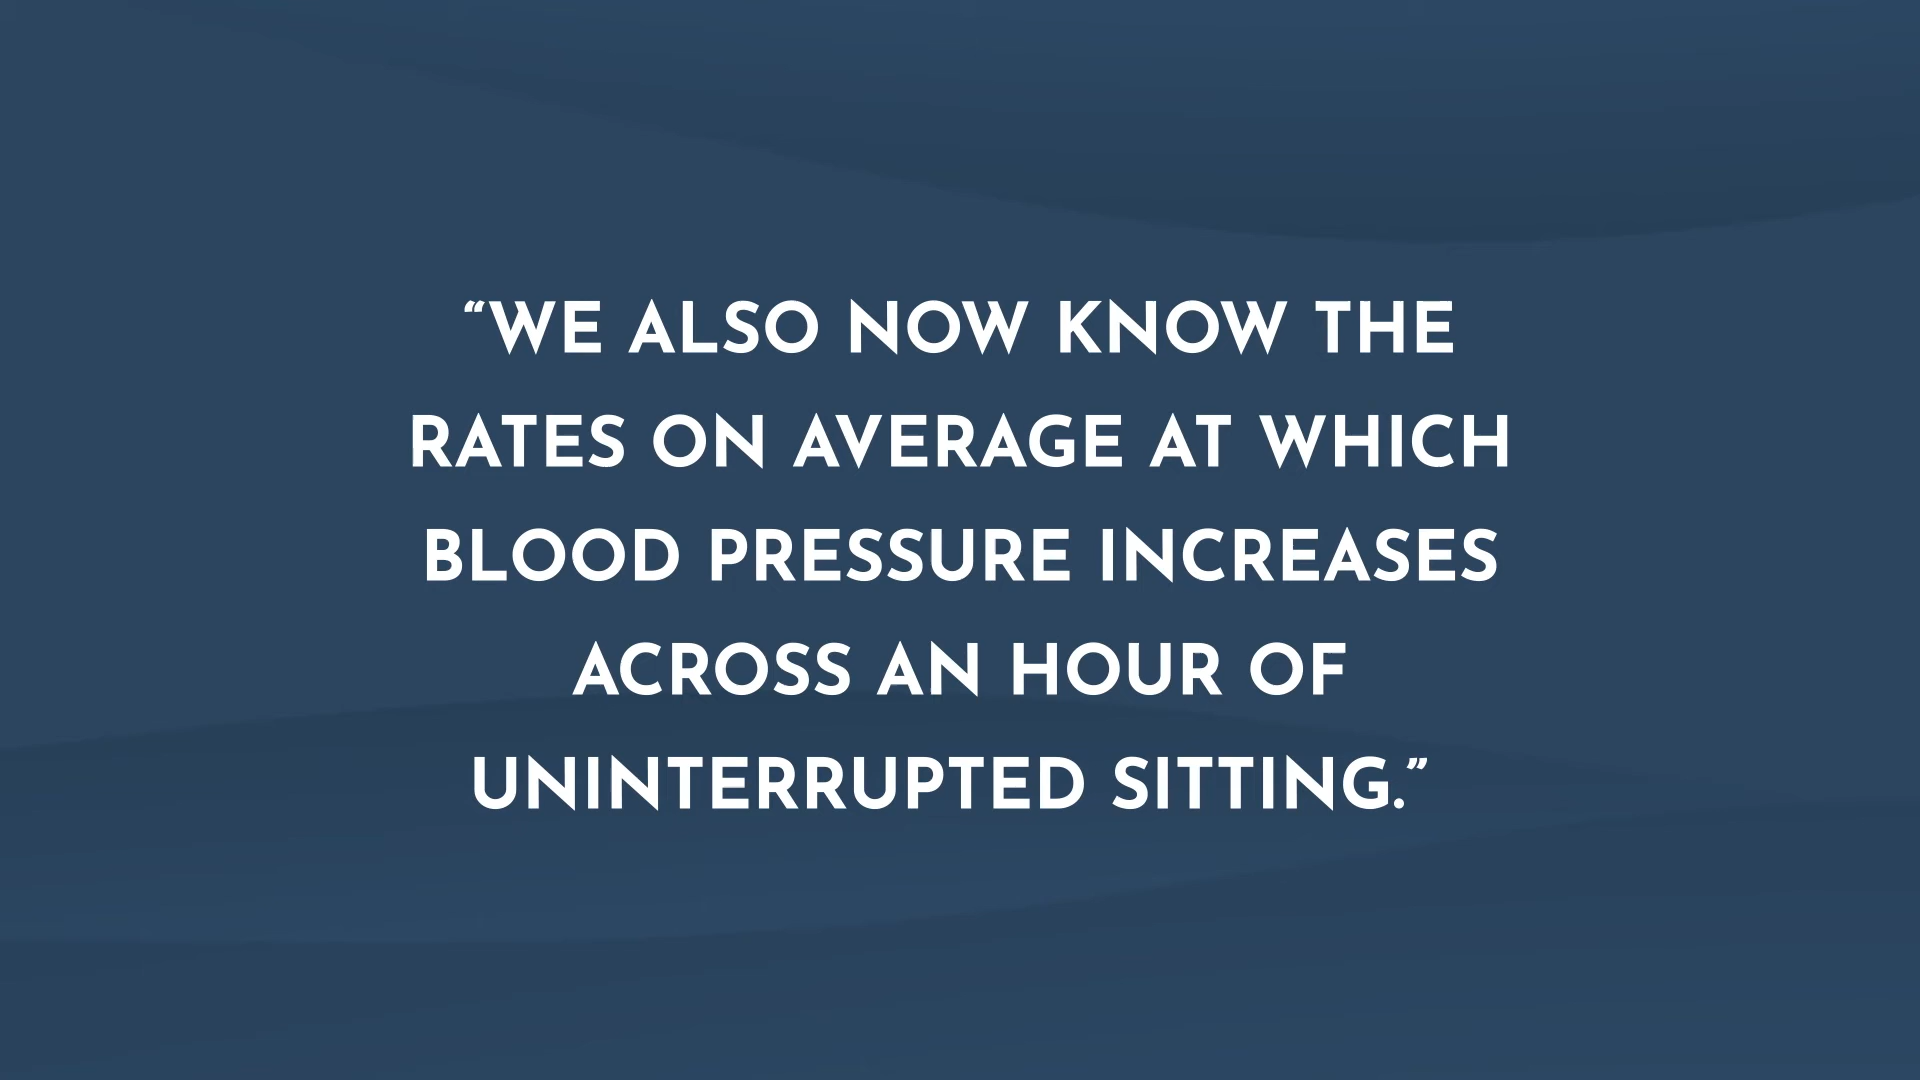 “WE ALSO NOW KNOW THE
RATES ON AVERAGE AT WHICH
BLOOD PRESSURE INCREASES
ACROSS AN HOUR OF
UNINTERRUPTED SITTING.”